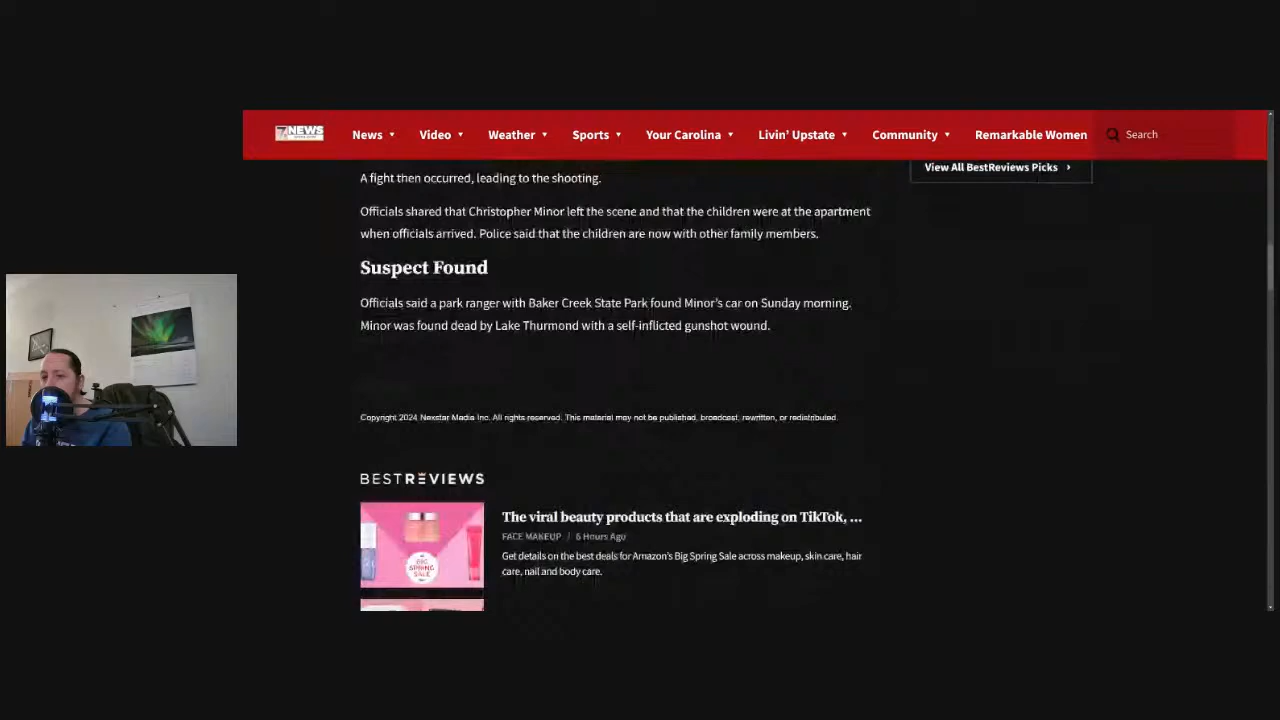 7NEWS
News
Video
Weather
Sports
Your Carolina
Livin' Upstate
Community
Remarkable Women
Search
View All BestReviews Picks
A fight then occurred, leading to the shooting.
Officials shared that Christopher Minor left the scene and that the children were at the apartment
when officials arrived. Police said that the children are now with other family members.
Suspect Found
Officials said a park ranger with Baker Creek State Park found Minor's car on Sunday morning.
Minor was found dead by Lake Thurmond with a self-inflicted gunshot wound.
Copyright 2024 Nexstar Media Inc. All rights reserved. This material may not be published, broadcast, rewritten, or redistributed.
BESTREVIEWS
The viral beauty products that are exploding on TikTok, ...
FACE MAKEUP / 6 Hours Ago
Get details on the best deals for Amazon's Big Spring Sale across makeup, skin care, hair
care, nail and body care.
BIG
SPRING
SALE